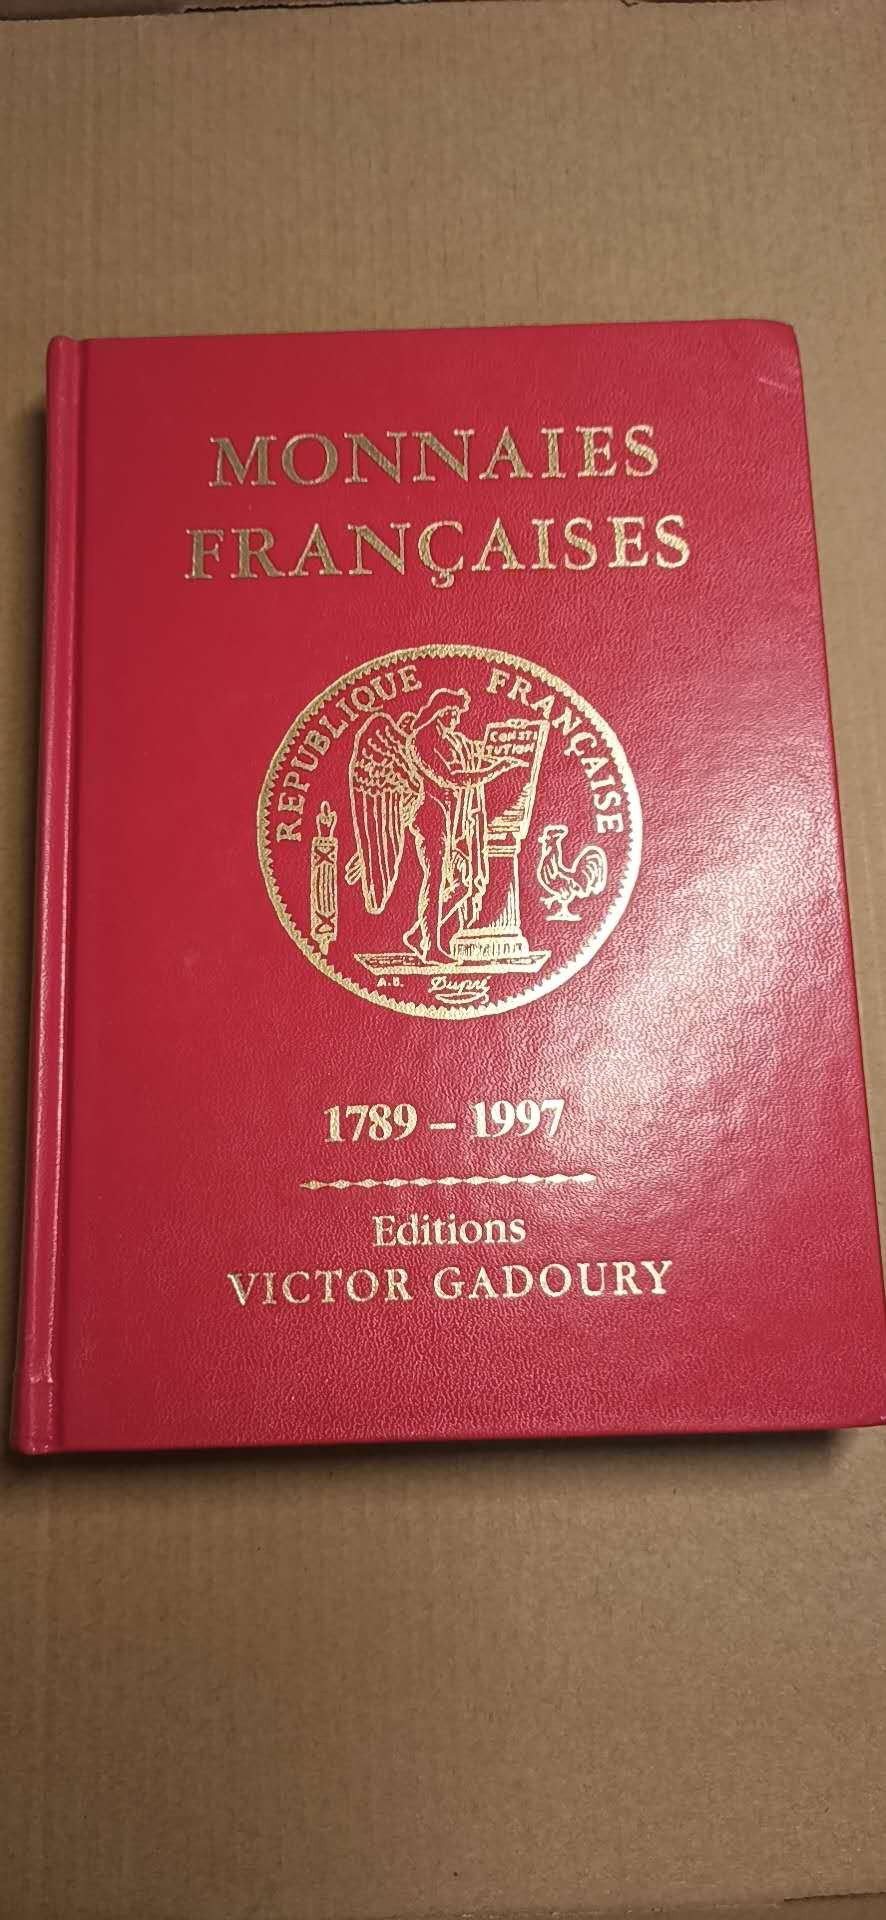 MONNAIES
FRANÇAISES
REPUBLIQUE FRANÇAISE
CONSTI
TUTION
A.B. Dupré
1789 – 1997
Editions
VICTOR GADOURY